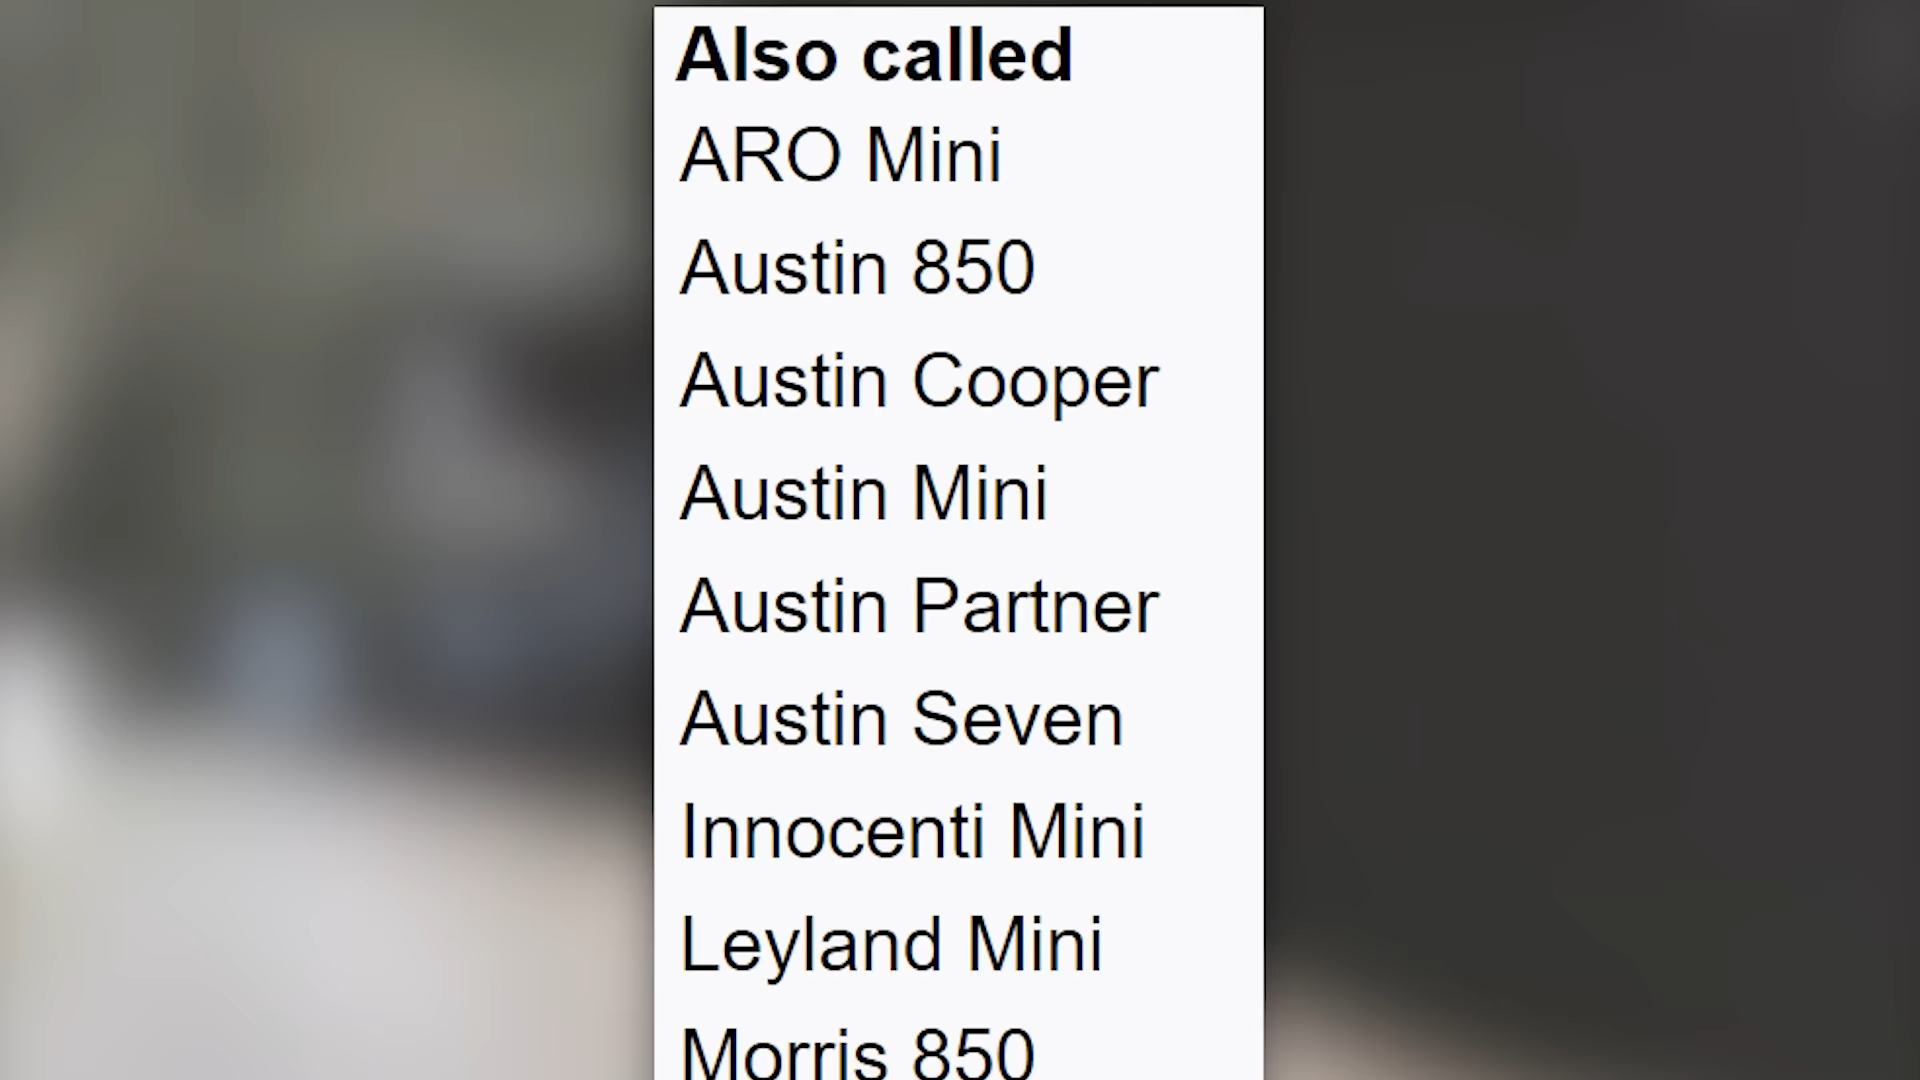 Also called
ARO Mini
Austin 850
Austin Cooper
Austin Mini
Austin Partner
Austin Seven
Innocenti Mini
Leyland Mini
Morris 850